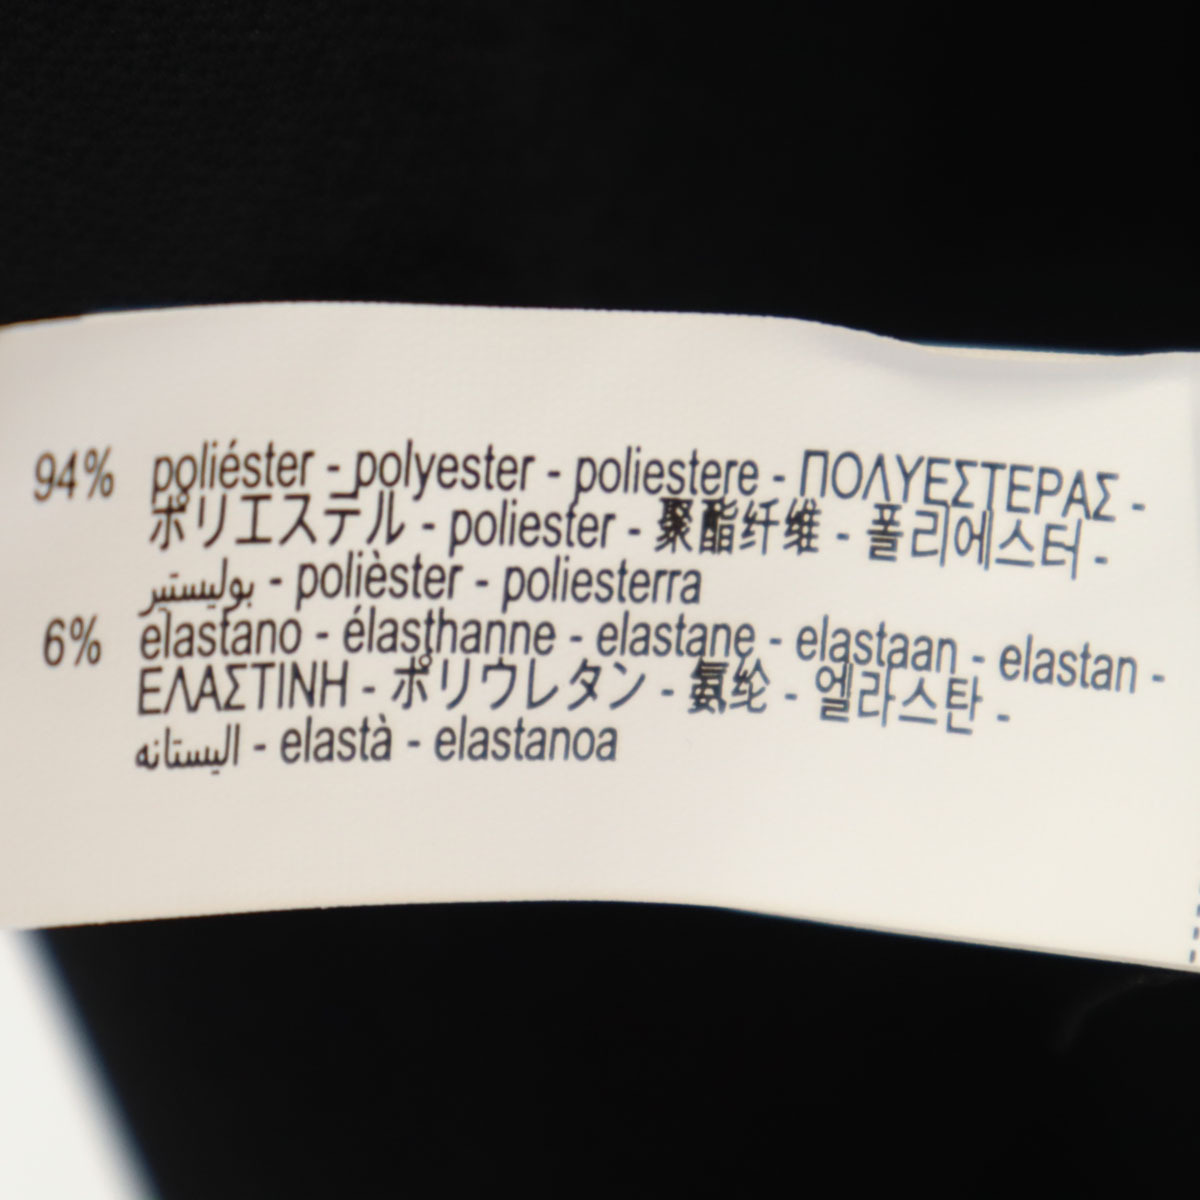 94% poliéster - polyester - poliestere - ΠΟΛΥΕΣΤΕΡΑΣ -
ポリエステル - poliester - 聚酯纤维 - 폴리에스터 -
بوليستير - polièster - poliesterra
6% elastano - élasthanne - elastane - elastaan - elastan -
ΕΛΑΣΤΙΝΗ - ポリウレタン - 氨纶 - 엘라스탄 -
اليستانه - elastà - elastanoa